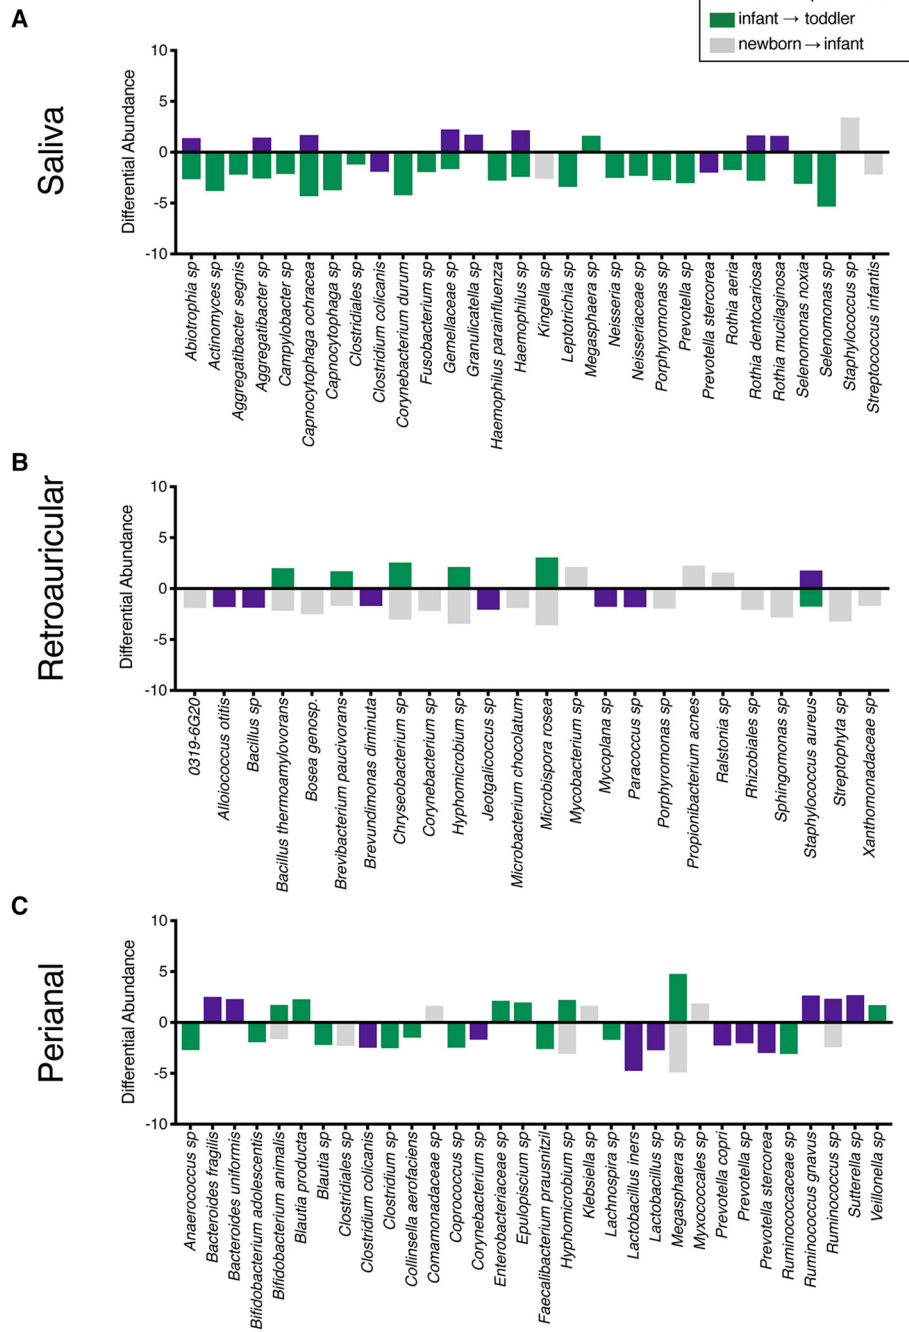 A
infant → toddler
newborn → infant
Saliva
Differential Abundance
10
5
0
-5
-10
Abiotrophia sp
Actinomyces sp
Aggregatibacter segnis
Aggregatibacter sp
Campylobacter sp
Capnocytophaga ochracea
Capnocytophaga sp
Clostridiales sp
Clostridium colicanis
Corynebacterium durum
Fusobacterium sp
Gemellaceae sp
Granulicatella sp
Haemophilus parainfluenza
Haemophilus sp
Kingella sp
Leptotrichia sp
Megasphaera sp
Neisseria sp
Neisseriaceae sp
Porphyromonas sp
Prevotella sp
Prevotella stercorea
Rothia aeria
Rothia dentocariosa
Rothia mucilaginosa
Selenomonas noxia
Selenomonas sp
Staphylococcus sp
Streptococcus infantis
B
Retroauricular
Differential Abundance
10
5
0
-5
-10
0319-6G20
Alloiococcus otitis
Bacillus sp
Bacillus thermoamylovorans
Bosea genosp.
Brevibacterium paucivorans
Brevundimonas diminuta
Chryseobacterium sp
Corynebacterium sp
Hyphomicrobium sp
Jeotgalicoccus sp
Microbacterium chocolatum
Microbispora rosea
Mycobacterium sp
Mycoplana sp
Paracoccus sp
Porphyromonas sp
Propionibacterium acnes
Ralstonia sp
Rhizobiales sp
Sphingomonas sp
Staphylococcus aureus
Streptophyta sp
Xanthomonadaceae sp
C
Perianal
Differential Abundance
10
5
0
-5
-10
Anaerococcus sp
Bacteroides fragilis
Bacteroides uniformis
Bifidobacterium adolescentis
Bifidobacterium animalis
Blautia producta
Blautia sp
Clostridiales sp
Clostridium colicanis
Clostridium sp
Collinsella aerofaciens
Comamonadaceae sp
Coprococcus sp
Corynebacterium sp
Enterobacteriaceae sp
Epulopiscium sp
Faecalibacterium prausnitzil
Hyphomicrobium sp
Klebsiella sp
Lachnospira sp
Lactobacillus iners
Lactobacillus sp
Megasphaera sp
Myxococcales sp
Prevotella copri
Prevotella sp
Prevotella stercorea
Ruminococcaceae sp
Ruminococcus gnavus
Ruminococcus sp
Sutterella sp
Veillonella sp